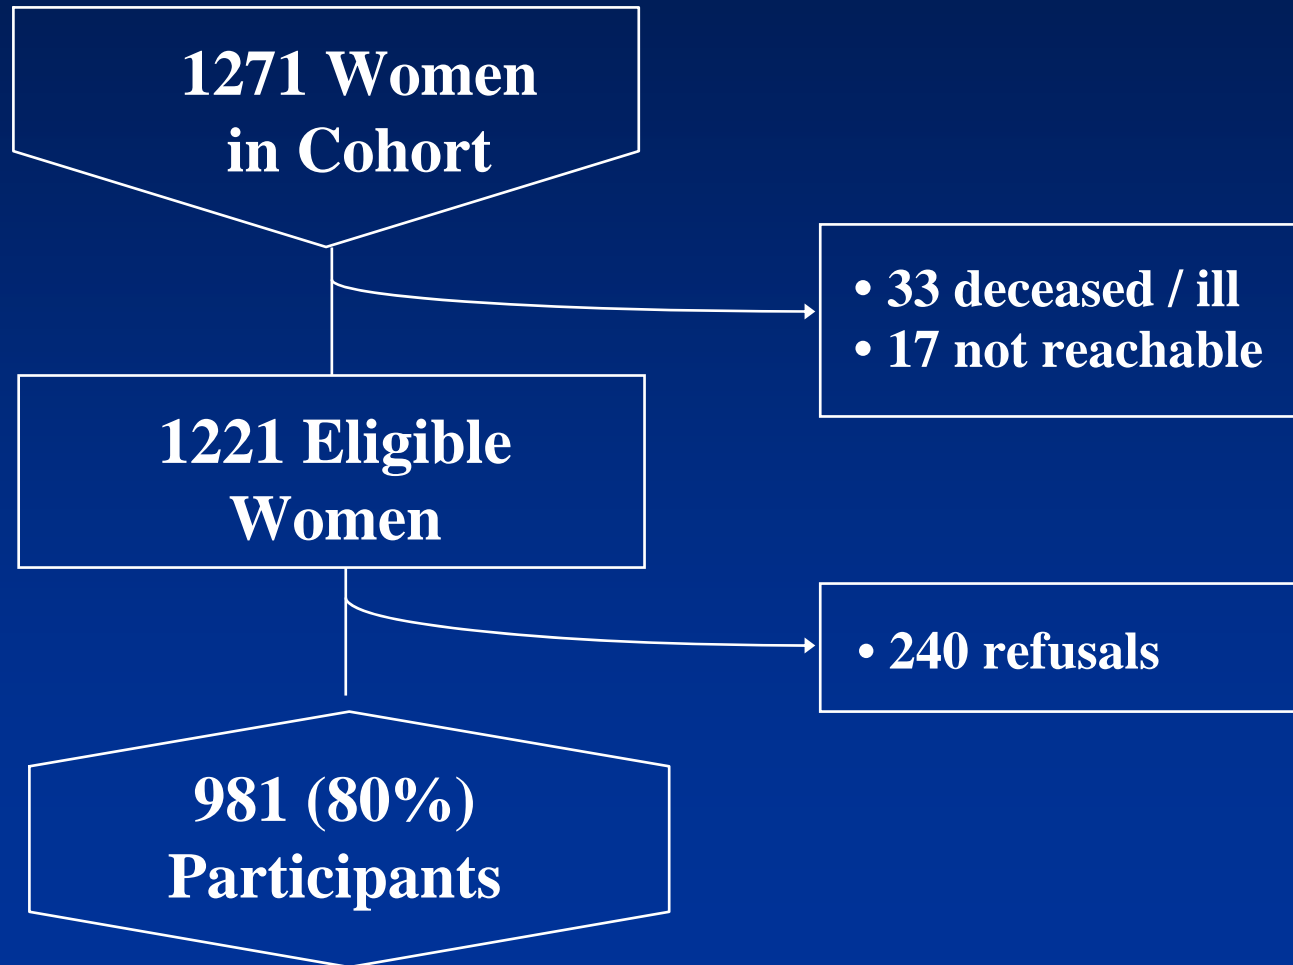 1271 Women
in Cohort
• 33 deceased / ill
• 17 not reachable
1221 Eligible
Women
• 240 refusals
981 (80%)
Participants